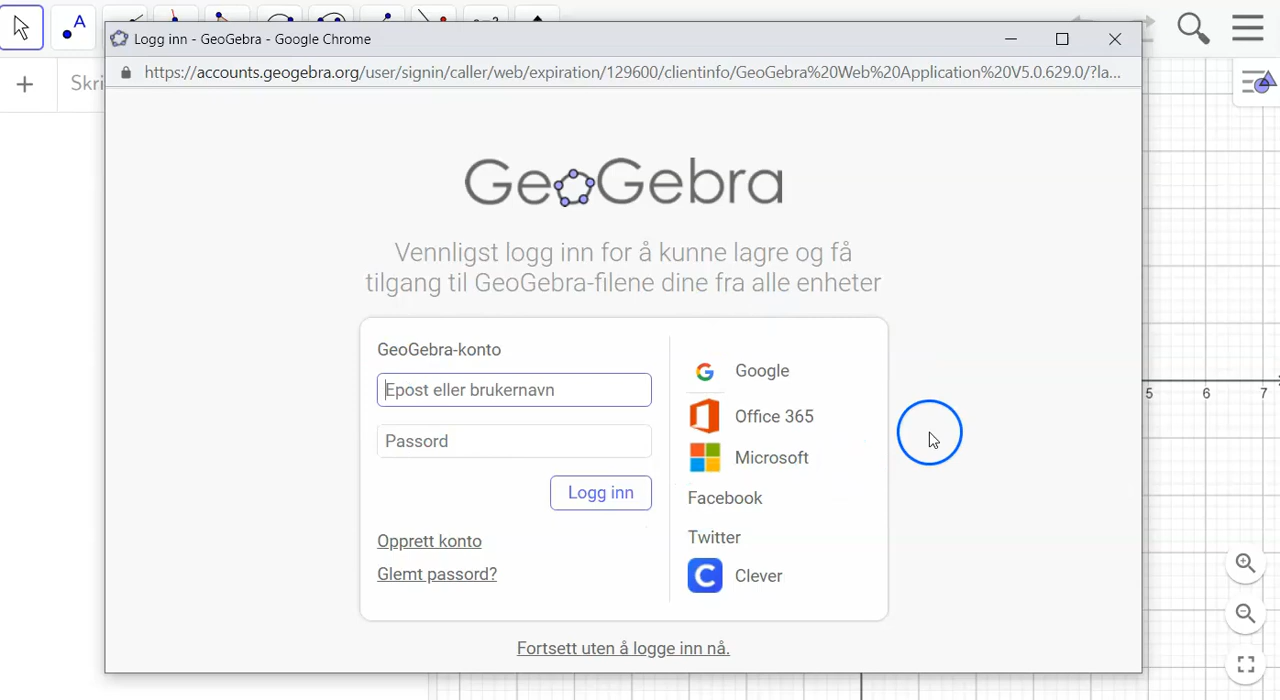 A
Skri
Logg inn - GeoGebra - Google Chrome
https://accounts.geogebra.org/user/signin/caller/web/expiration/129600/clientinfo/GeoGebra%20Web%20Application%20V5.0.629.0/?la...
GeoGebra
Vennligst logg inn for å kunne lagre og få
tilgang til GeoGebra-filene dine fra alle enheter
GeoGebra-konto
Epost eller brukernavn
Passord
Logg inn
Opprett konto
Glemt passord?
Google
Office 365
Microsoft
Facebook
Twitter
Clever
Fortsett uten å logge inn nå.
5 6 7